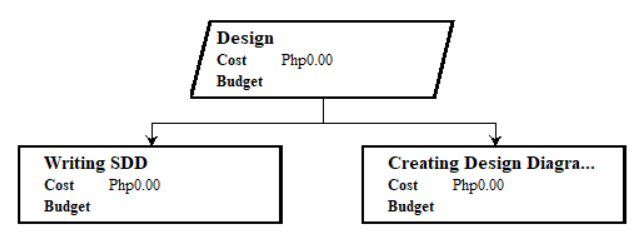 Design
Cost Php0.00
Budget
Writing SDD
Cost Php0.00
Budget
Creating Design Diagra...
Cost Php0.00
Budget